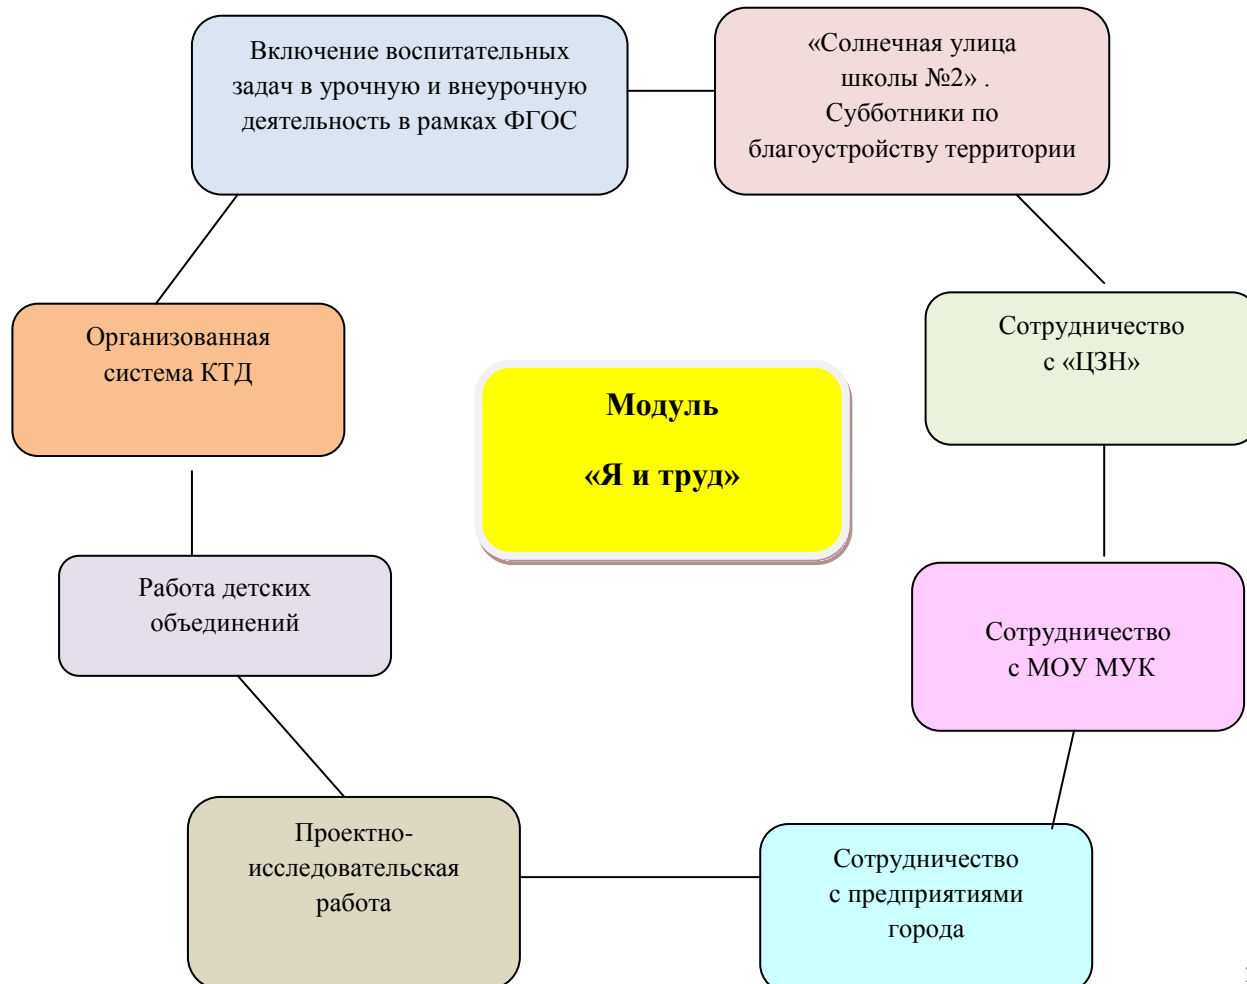 Включение воспитательных
задач в урочную и внеурочную
деятельность в рамках ФГОС
«Солнечная улица
школы №2» .
Субботники по
благоустройству территории
Организованная
система КТД
Модуль
«Я и труд»
Сотрудничество
с «ЦЗН»
Работа детских
объединений
Сотрудничество
с МОУ МУК
Проектно-
исследовательская
работа
Сотрудничество
с предприятиями
города